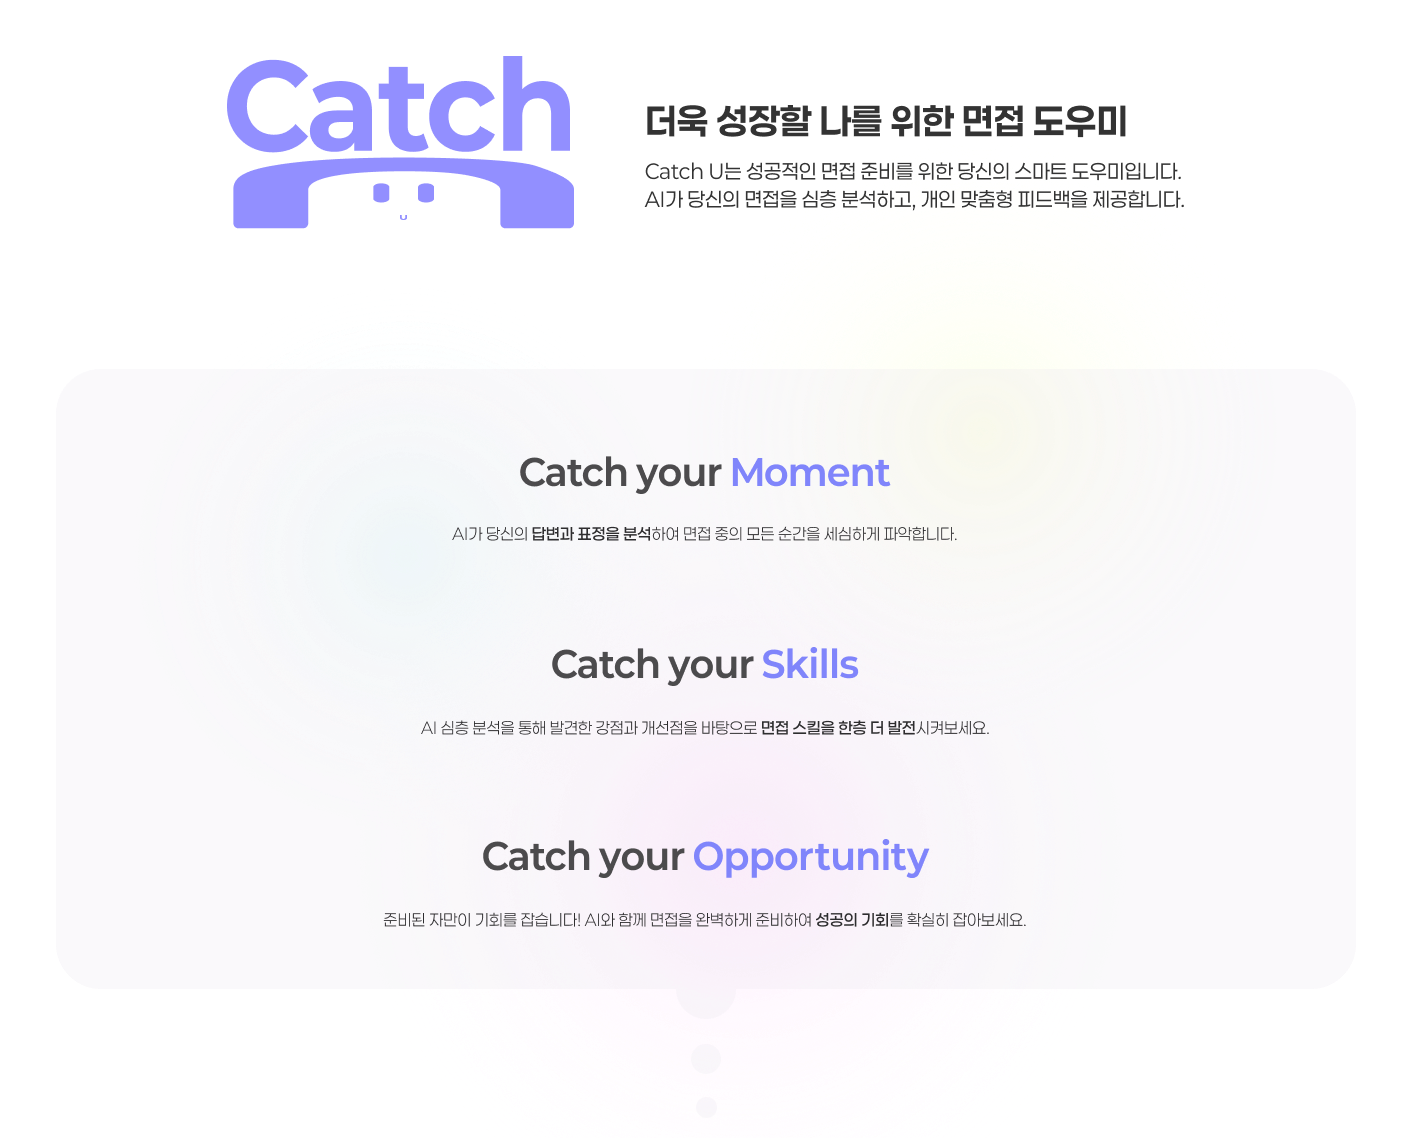 Catch
U
더욱 성장할 나를 위한 면접 도우미
Catch U는 성공적인 면접 준비를 위한 당신의 스마트 도우미입니다.
AI가 당신의 면접을 심층 분석하고, 개인 맞춤형 피드백을 제공합니다.
Catch your Moment
AI가 당신의 답변과 표정을 분석하여 면접 중의 모든 순간을 세심하게 파악합니다.
Catch your Skills
AI 심층 분석을 통해 발견한 강점과 개선점을 바탕으로 면접 스킬을 한층 더 발전시켜보세요.
Catch your Opportunity
준비된 자만이 기회를 잡습니다! AI와 함께 면접을 완벽하게 준비하여 성공의 기회를 확실히 잡아보세요.